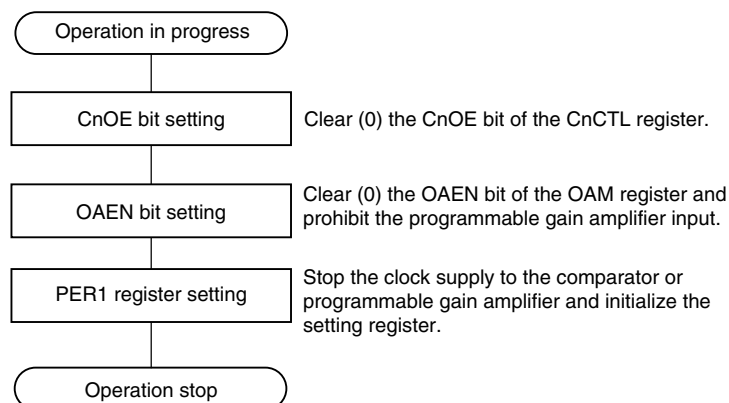 Operation in progress
CnOE bit setting
Clear (0) the CnOE bit of the CnCTL register.
OAEN bit setting
Clear (0) the OAEN bit of the OAM register and
prohibit the programmable gain amplifier input.
PER1 register setting
Stop the clock supply to the comparator or
programmable gain amplifier and initialize the
setting register.
Operation stop